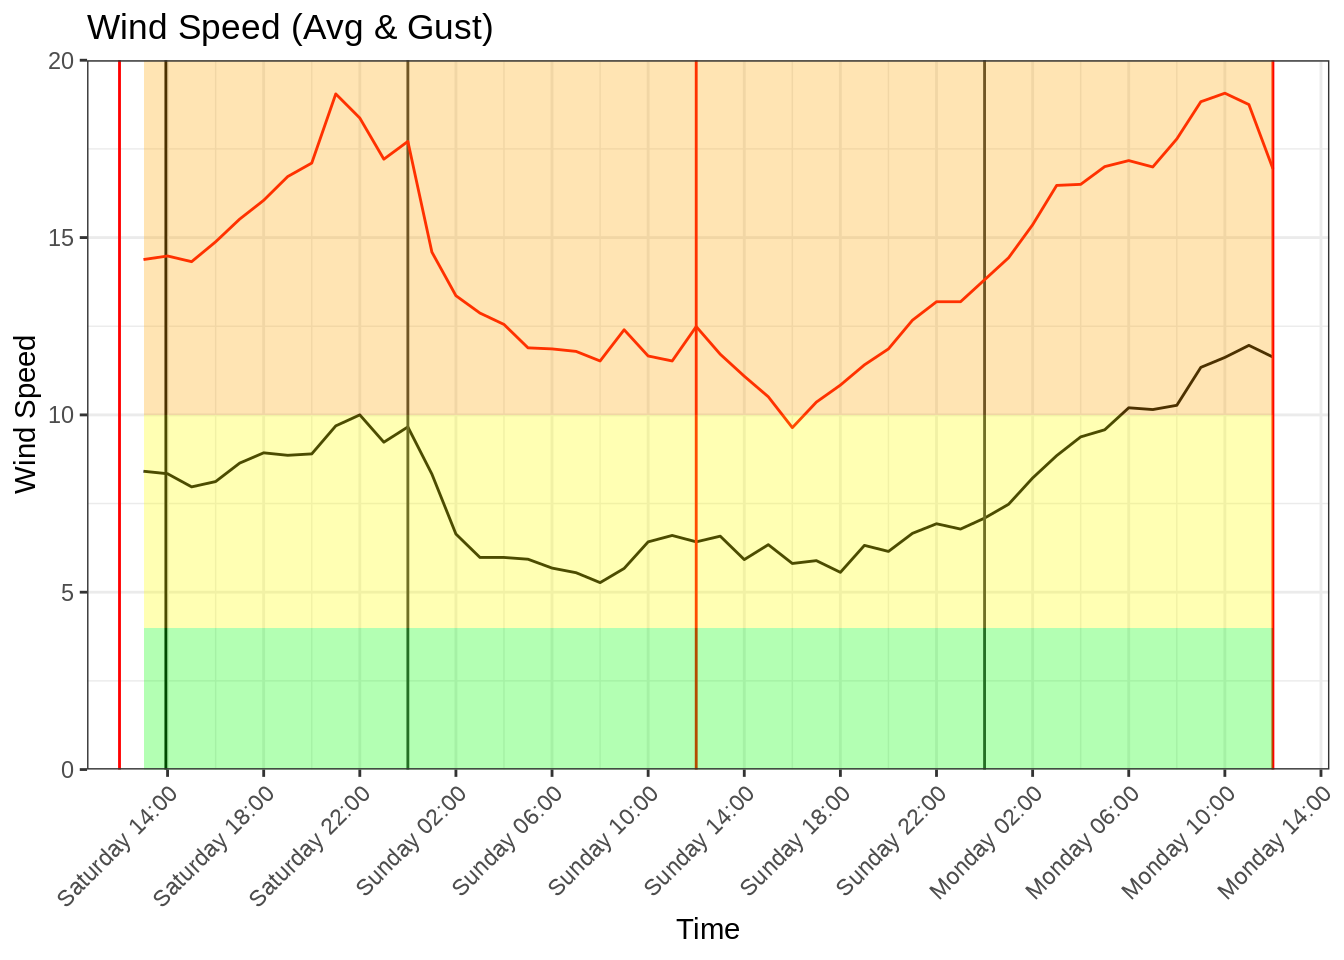 Wind Speed (Avg & Gust)
20
15
10
5
0
Wind Speed
Saturday 14:00
Saturday 18:00
Saturday 22:00
Sunday 02:00
Sunday 06:00
Sunday 10:00
Sunday 14:00
Sunday 18:00
Sunday 22:00
Monday 02:00
Monday 06:00
Monday 10:00
Monday 14:00
Time